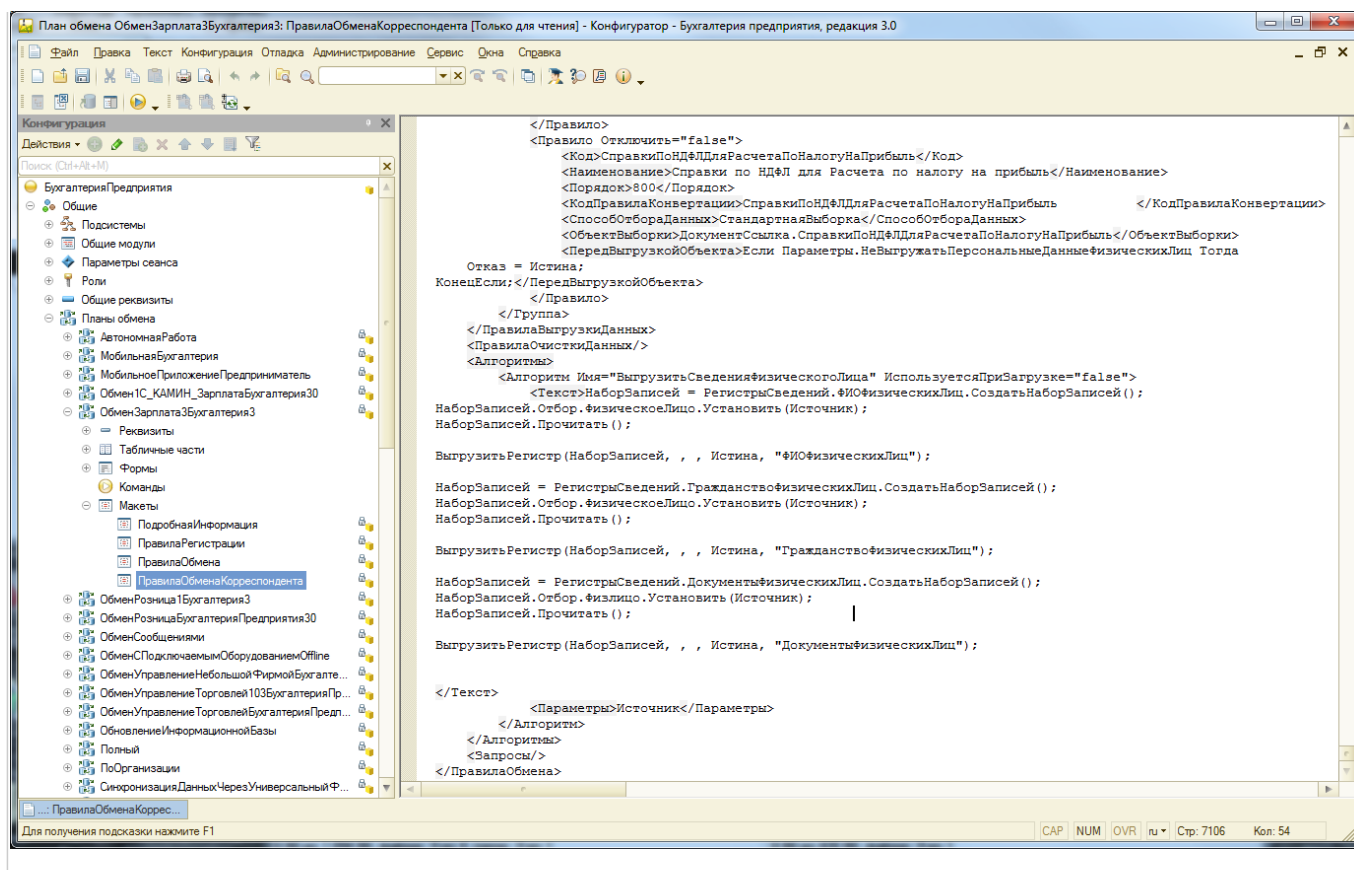 План обмена ОбменЗарплата3Бухгалтерия3: ПравилаОбменаКорреспондента [Только для чтения] - Конфигуратор - Бухгалтерия предприятия, редакция 3.0
Файл Правка Текст Конфигурация Отладка Администрирование Сервис Окна Справка
Конфигурация
Действия
Поиск (Ctrl+Alt+M)
БухгалтерияПредприятия
Общие
Подсистемы
Общие модули
Параметры сеанса
Роли
Общие реквизиты
Планы обмена
АвтономнаяРабота
МобильнаяБухгалтерия
МобильноеПриложениеПредприниматель
Обмен1С_КАМИН_ЗарплатаБухгалтерия30
ОбменЗарплата3Бухгалтерия3
Реквизиты
Табличные части
Формы
Команды
Макеты
ПодробнаяИнформация
ПравилаРегистрации
ПравилаОбмена
ПравилаОбменаКорреспондента
ОбменРозница1Бухгалтерия3
ОбменРозницаБухгалтерияПредприятия30
ОбменСообщениями
ОбменСПодключаемымОборудованиемOffline
ОбменУправлениеНебольшойФирмойБухгалте...
ОбменУправлениеТорговлей103БухгалтерияПр...
ОбменУправлениеТорговлейБухгалтерияПредп...
ОбновлениеИнформационнойБазы
Полный
ПоОрганизации
СинхронизацияДанныхЧерезУниверсальныйФ...
</Правило>
<Правило Отключить="false">
<Код>СправкиПоНДФЛДляРасчетаПоНалогуНаПрибыль</Код>
<Наименование>Справки по НДФЛ для Расчета по налогу на прибыль</Наименование>
<Порядок>800</Порядок>
<КодПравилаКонвертации>СправкиПоНДФЛДляРасчетаПоНалогуНаПрибыль </КодПравилаКонвертации>
<СпособОтбораДанных>СтандартнаяВыборка</СпособОтбораДанных>
<ОбъектВыборки>ДокументСсылка.СправкиПоНДФЛДляРасчетаПоНалогуНаПрибыль</ОбъектВыборки>
<ПередВыгрузкойОбъекта>Если Параметры.НеВыгружатьПерсональныеДанныеФизическихЛиц Тогда
Отказ = Истина;
КонецЕсли;</ПередВыгрузкойОбъекта>
</Правило>
</Группа>
</ПравилаВыгрузкиДанных>
<ПравилаОчисткиДанных/>
<Алгоритмы>
<Алгоритм Имя="ВыгрузитьСведенияФизическогоЛица" ИспользуетсяПриЗагрузке="false">
<Текст>НаборЗаписей = РегистрыСведений.ФИОФизическихЛиц.СоздатьНаборЗаписей();
НаборЗаписей.Отбор.ФизическоеЛицо.Установить(Источник);
НаборЗаписей.Прочитать();
ВыгрузитьРегистр(НаборЗаписей, , , Истина, "ФИОФизическихЛиц");
НаборЗаписей = РегистрыСведений.ГражданствоФизическихЛиц.СоздатьНаборЗаписей();
НаборЗаписей.Отбор.ФизическоеЛицо.Установить(Источник);
НаборЗаписей.Прочитать();
ВыгрузитьРегистр(НаборЗаписей, , , Истина, "ГражданствоФизическихЛиц");
НаборЗаписей = РегистрыСведений.ДокументыФизическихЛиц.СоздатьНаборЗаписей();
НаборЗаписей.Отбор.Физлицо.Установить(Источник);
НаборЗаписей.Прочитать();
ВыгрузитьРегистр(НаборЗаписей, , , Истина, "ДокументыФизическихЛиц");
</Текст>
<Параметры>Источник</Параметры>
</Алгоритм>
</Алгоритмы>
<Запросы/>
</ПравилаОбмена>
...: ПравилаОбменаКоррес...
Для получения подсказки нажмите F1
CAP NUM OVR ru Стр: 7106 Кол: 54